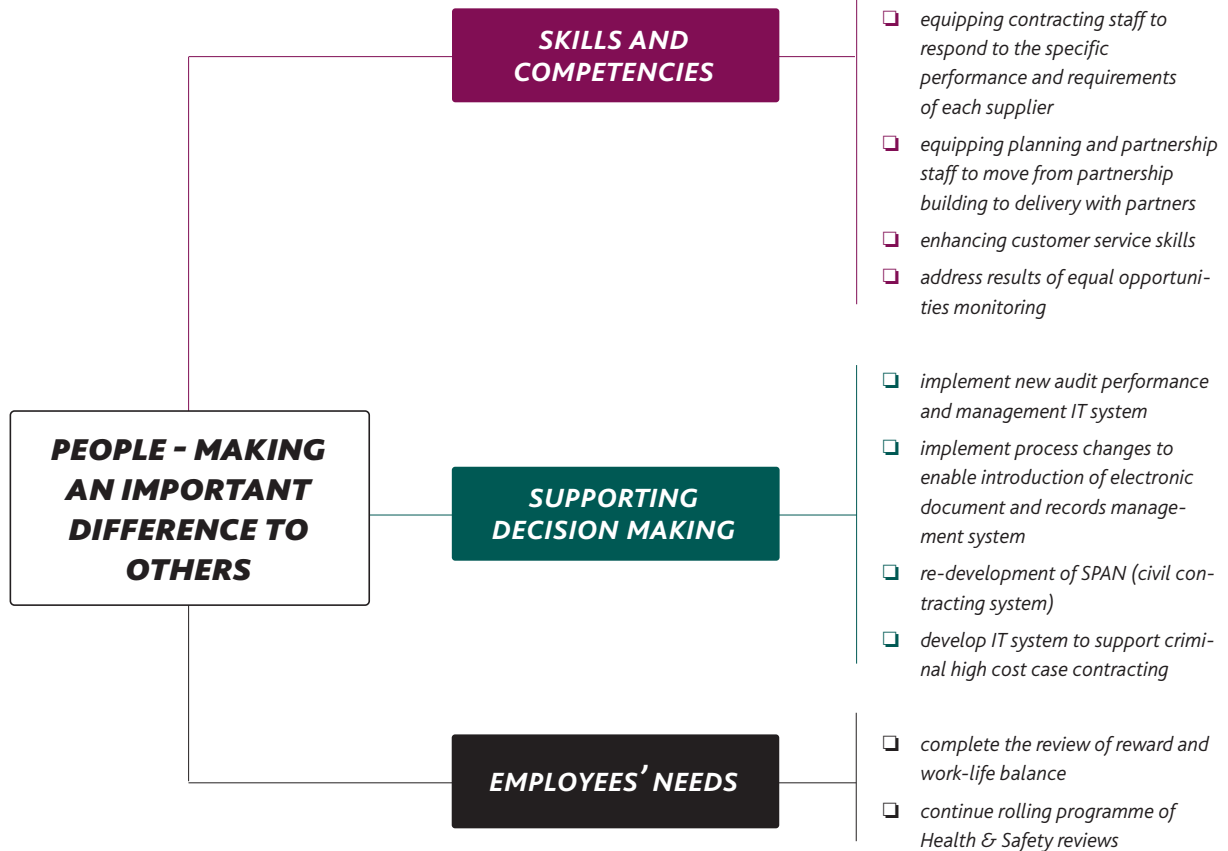 SKILLS AND
COMPETENCIES
❏ equipping contracting staff to
respond to the specific
performance and requirements
of each supplier
❏ equipping planning and partnership
staff to move from partnership
building to delivery with partners
❏ enhancing customer service skills
❏ address results of equal opportuni-
ties monitoring
PEOPLE - MAKING
AN IMPORTANT
DIFFERENCE TO
OTHERS
SUPPORTING
DECISION MAKING
❏ implement new audit performance
and management IT system
❏ implement process changes to
enable introduction of electronic
document and records manage-
ment system
❏ re-development of SPAN (civil con-
tracting system)
❏ develop IT system to support crimi-
nal high cost case contracting
EMPLOYEES' NEEDS
❏ complete the review of reward and
work-life balance
❏ continue rolling programme of
Health & Safety reviews